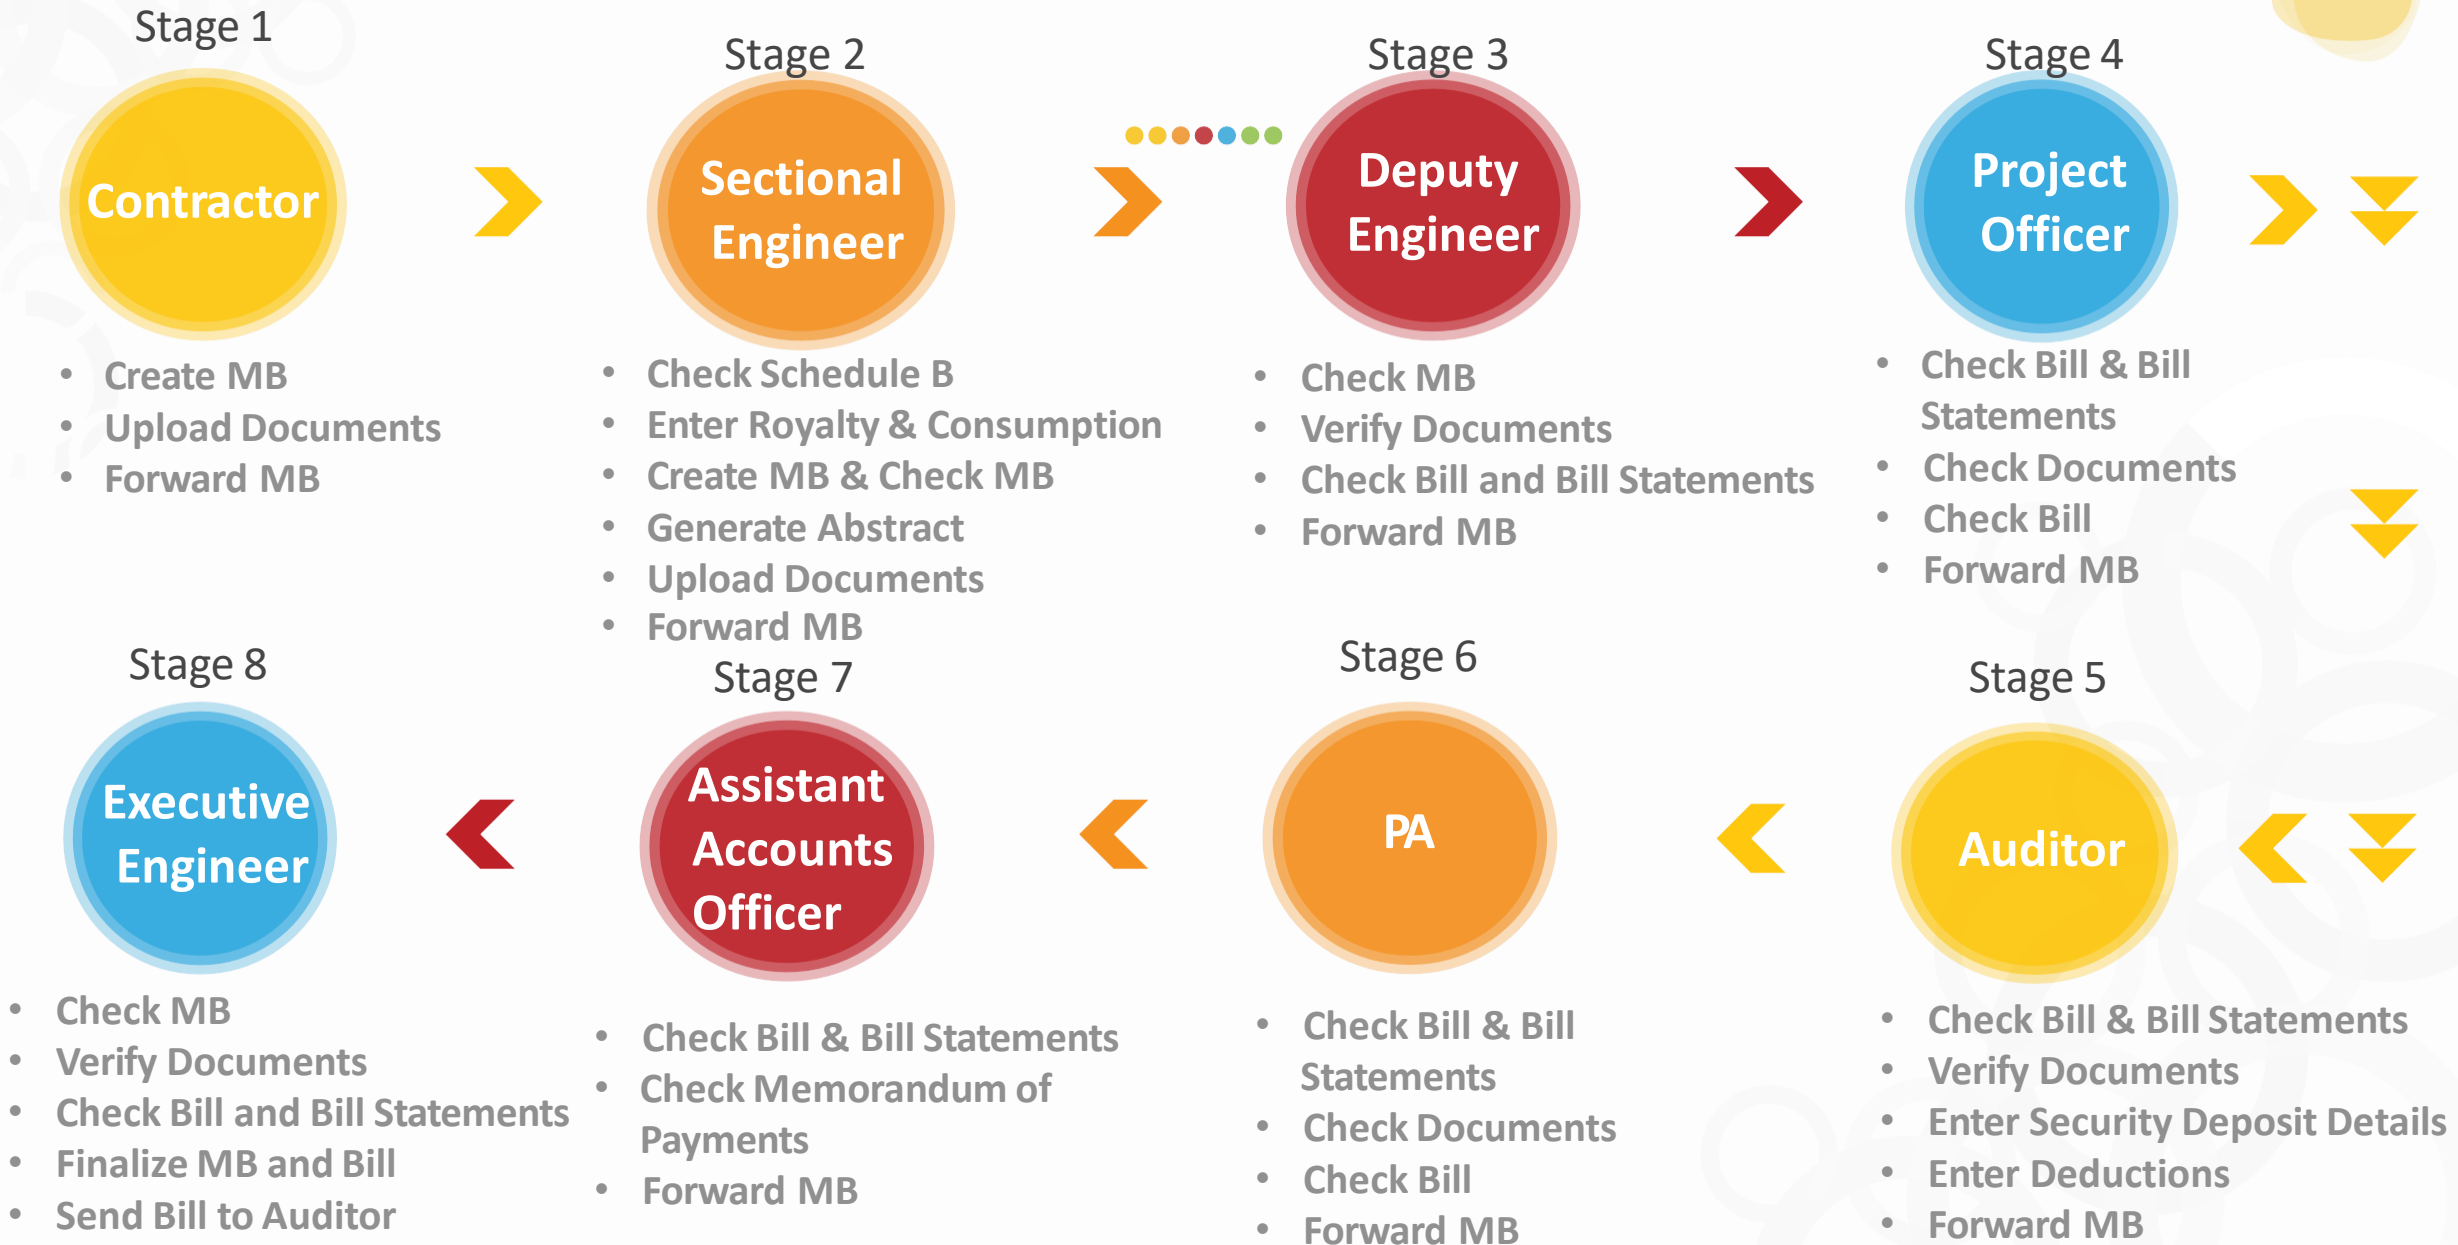 Stage 1
Contractor
• Create MB
• Upload Documents
• Forward MB
Stage 2
Sectional
Engineer
• Check Schedule B
• Enter Royalty & Consumption
• Create MB & Check MB
• Generate Abstract
• Upload Documents
• Forward MB
Stage 3
Deputy
Engineer
• Check MB
• Verify Documents
• Check Bill and Bill Statements
• Forward MB
Stage 4
Project
Officer
• Check Bill & Bill
Statements
• Check Documents
• Check Bill
• Forward MB
Stage 5
Auditor
• Check Bill & Bill Statements
• Verify Documents
• Enter Security Deposit Details
• Enter Deductions
• Forward MB
Stage 6
PA
• Check Bill & Bill
Statements
• Check Documents
• Check Bill
• Forward MB
Stage 7
Assistant
Accounts
Officer
• Check Bill & Bill Statements
• Check Memorandum of
Payments
• Forward MB
Stage 8
Executive
Engineer
• Check MB
• Verify Documents
• Check Bill and Bill Statements
• Finalize MB and Bill
• Send Bill to Auditor